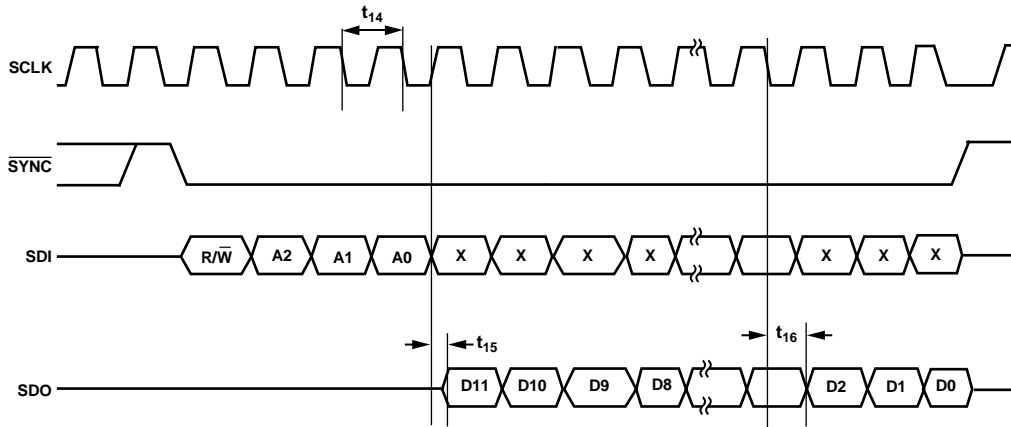 t14
SCLK
SYNC
SDI R/W A2 A1 A0 X X X X X X X
t15 t16
SDO D11 D10 D9 D8 D2 D1 D0